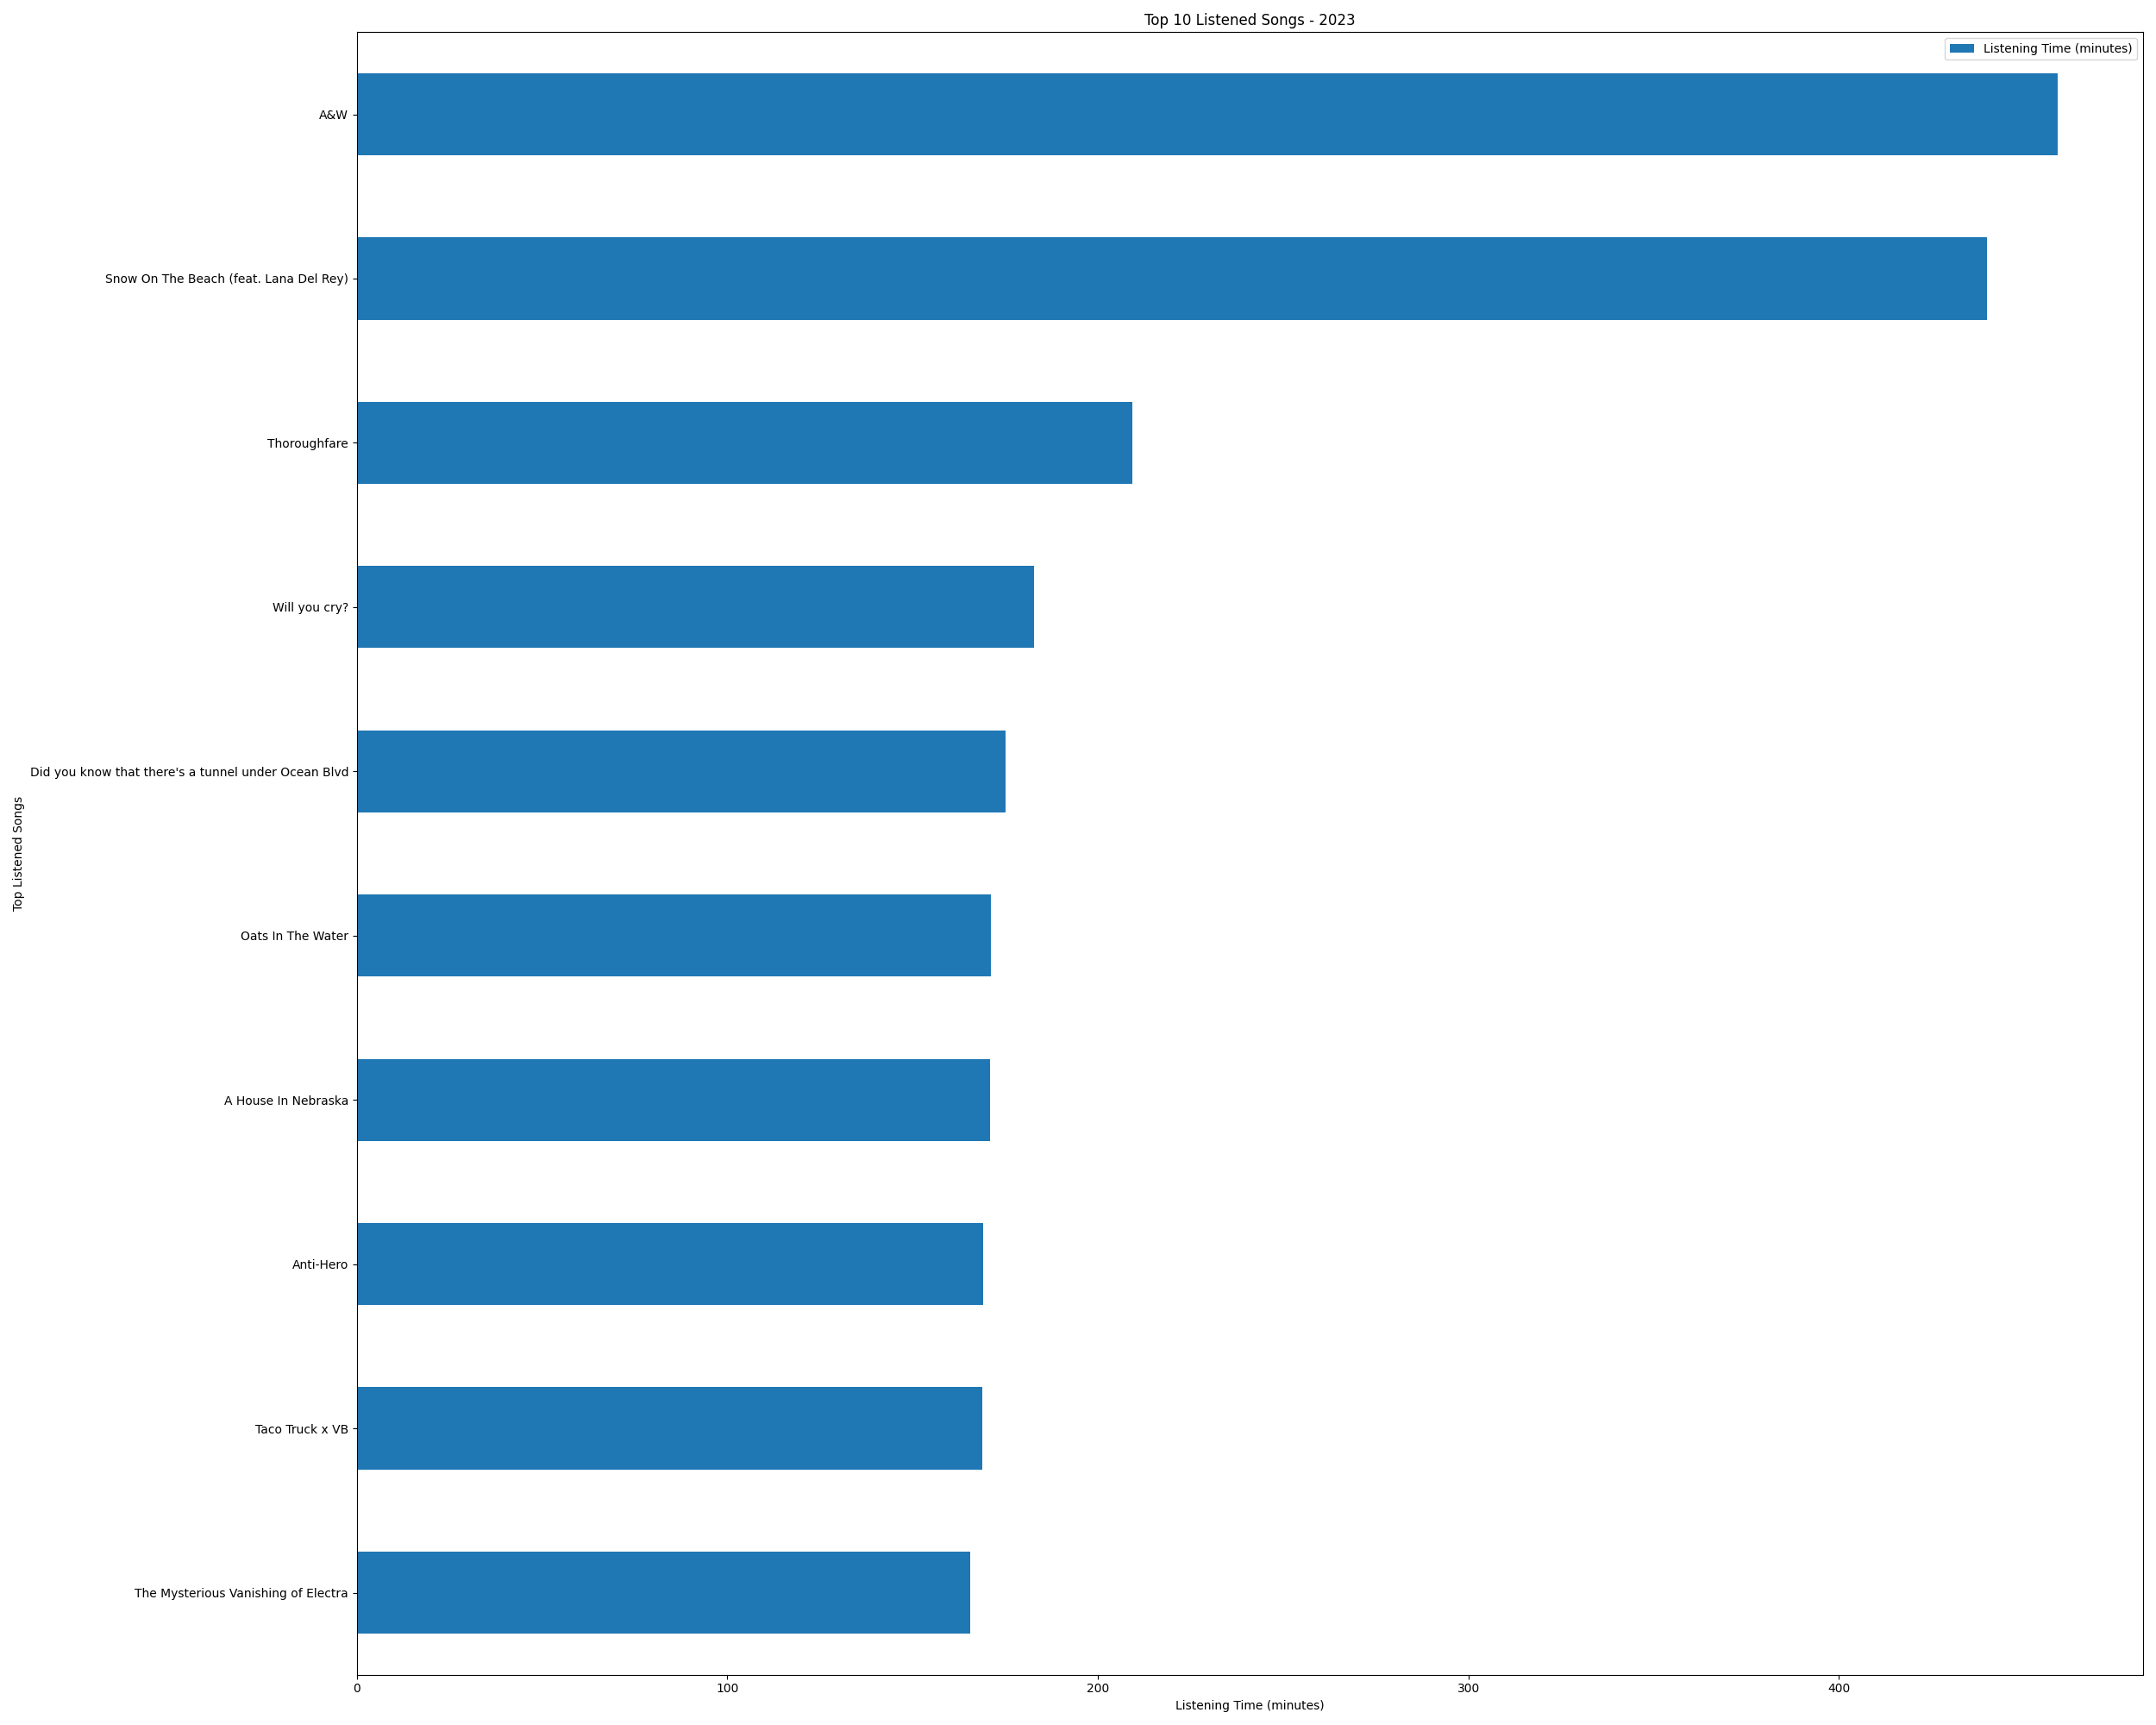 Top 10 Listened Songs - 2023
Listening Time (minutes)
A&W
Snow On The Beach (feat. Lana Del Rey)
Thoroughfare
Will you cry?
Did you know that there's a tunnel under Ocean Blvd
Oats In The Water
A House In Nebraska
Anti-Hero
Taco Truck x VB
The Mysterious Vanishing of Electra
Top Listened Songs
0 100 200 300 400
Listening Time (minutes)